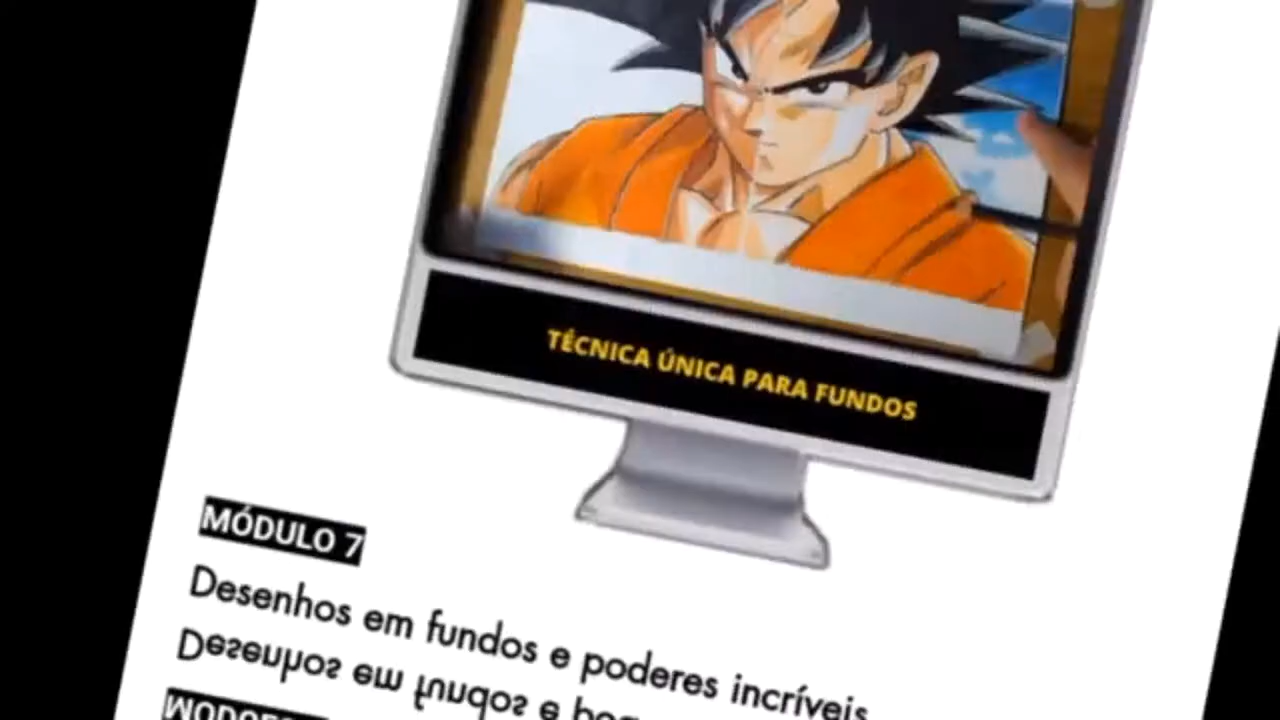 TÉCNICA ÚNICA PARA FUNDOS
MÓDULO 7
Desenhos em fundos e poderes incríveis